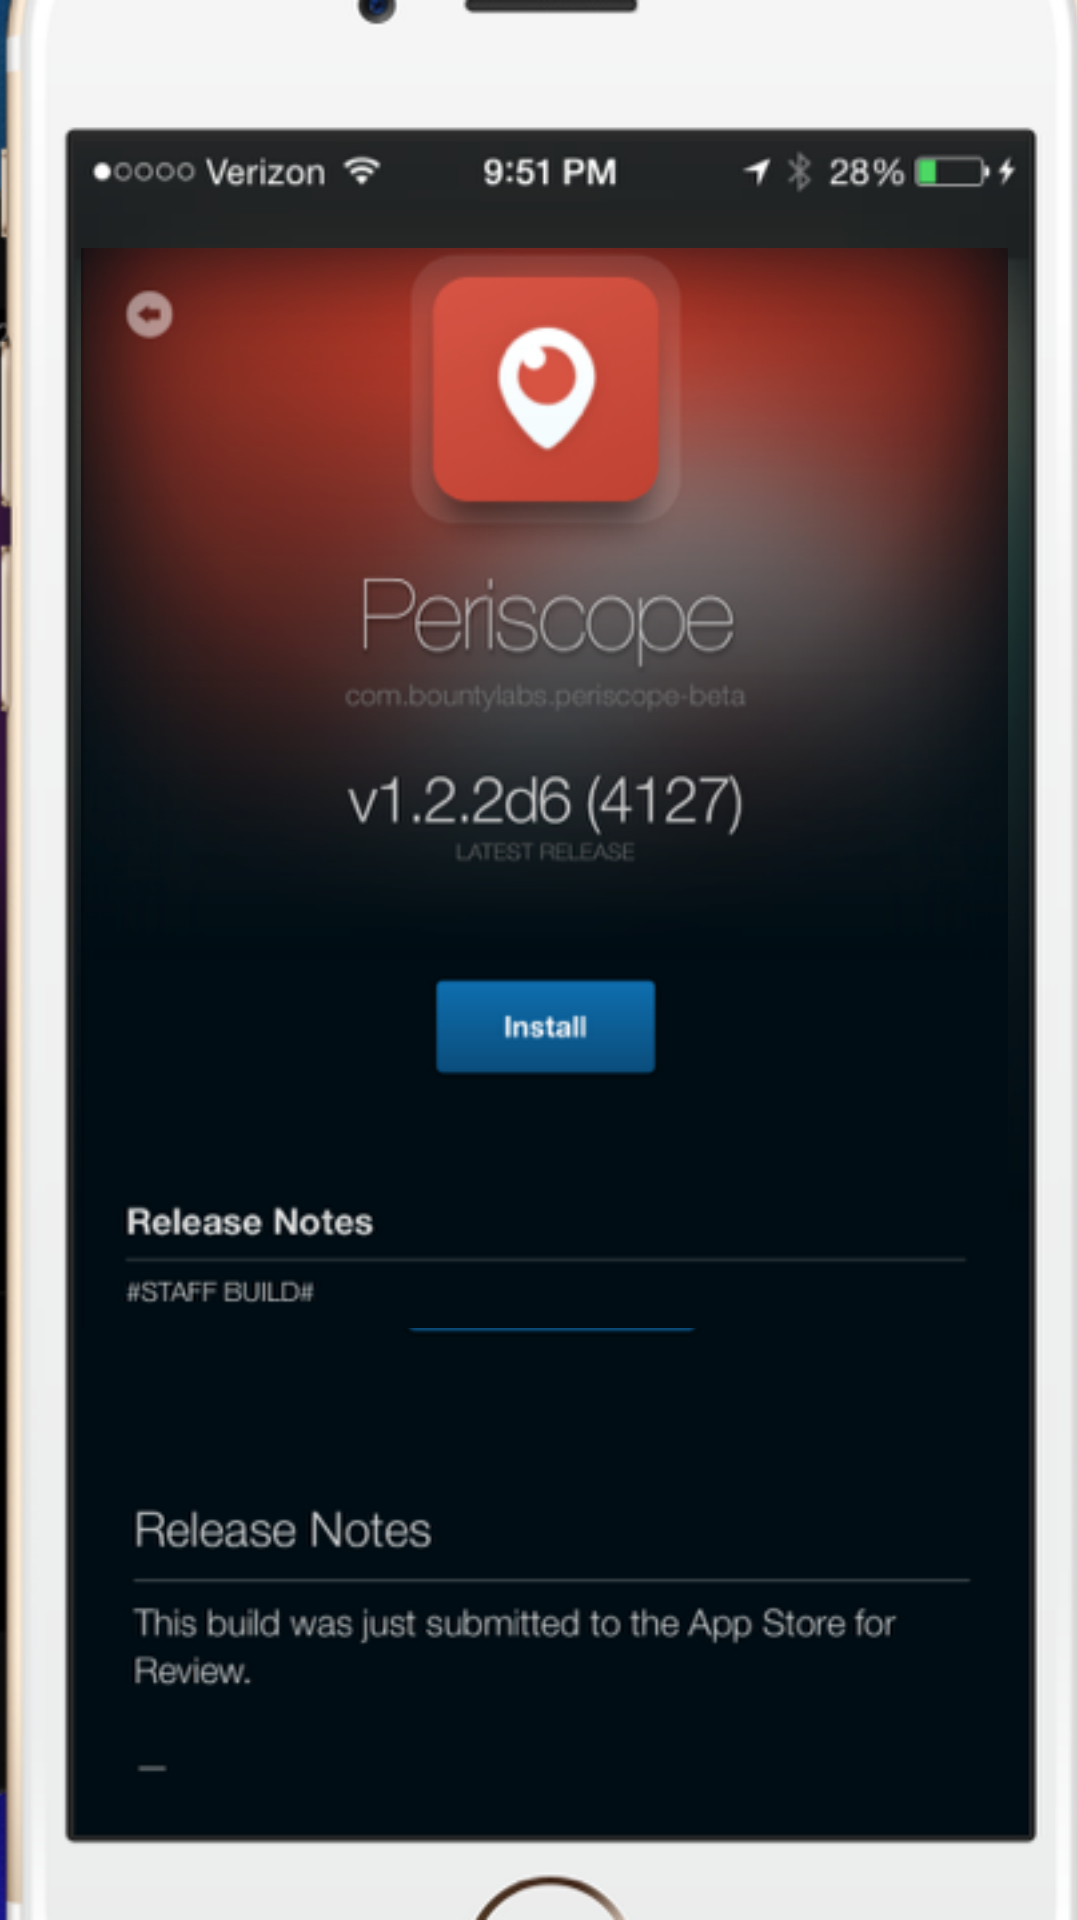 Verizon 9:51 PM 28%
Periscope
com.bountylabs.periscope-beta
v1.2.2d6 (4127)
LATEST RELEASE
Install
Release Notes
#STAFF BUILD#
Release Notes
This build was just submitted to the App Store for
Review.
—